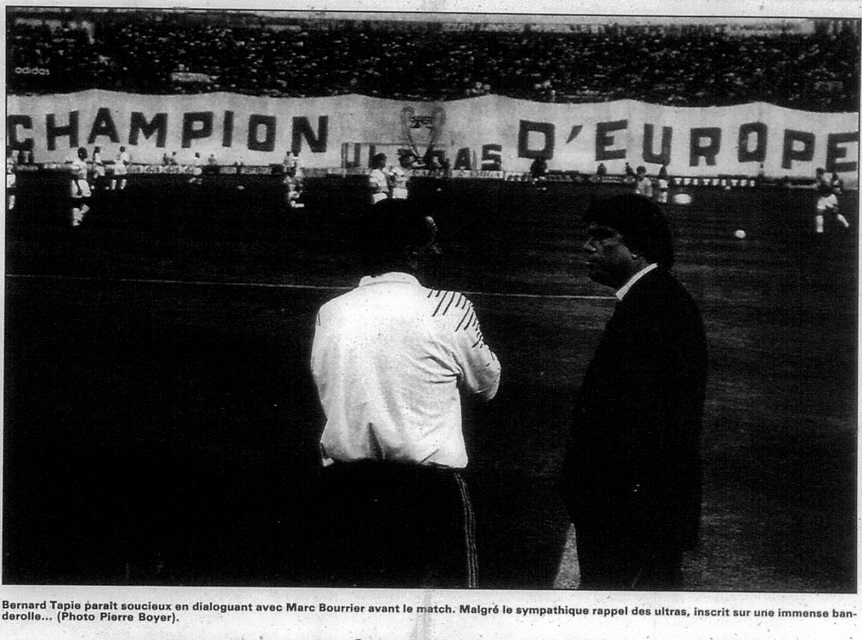 adidas
CHAMPION D'EUROPE
ULTRAS
Bernard Tapie paraît soucieux en dialoguant avec Marc Bourrier avant le match. Malgré le sympathique rappel des ultras, inscrit sur une immense ban-
derolle... (Photo Pierre Boyer).